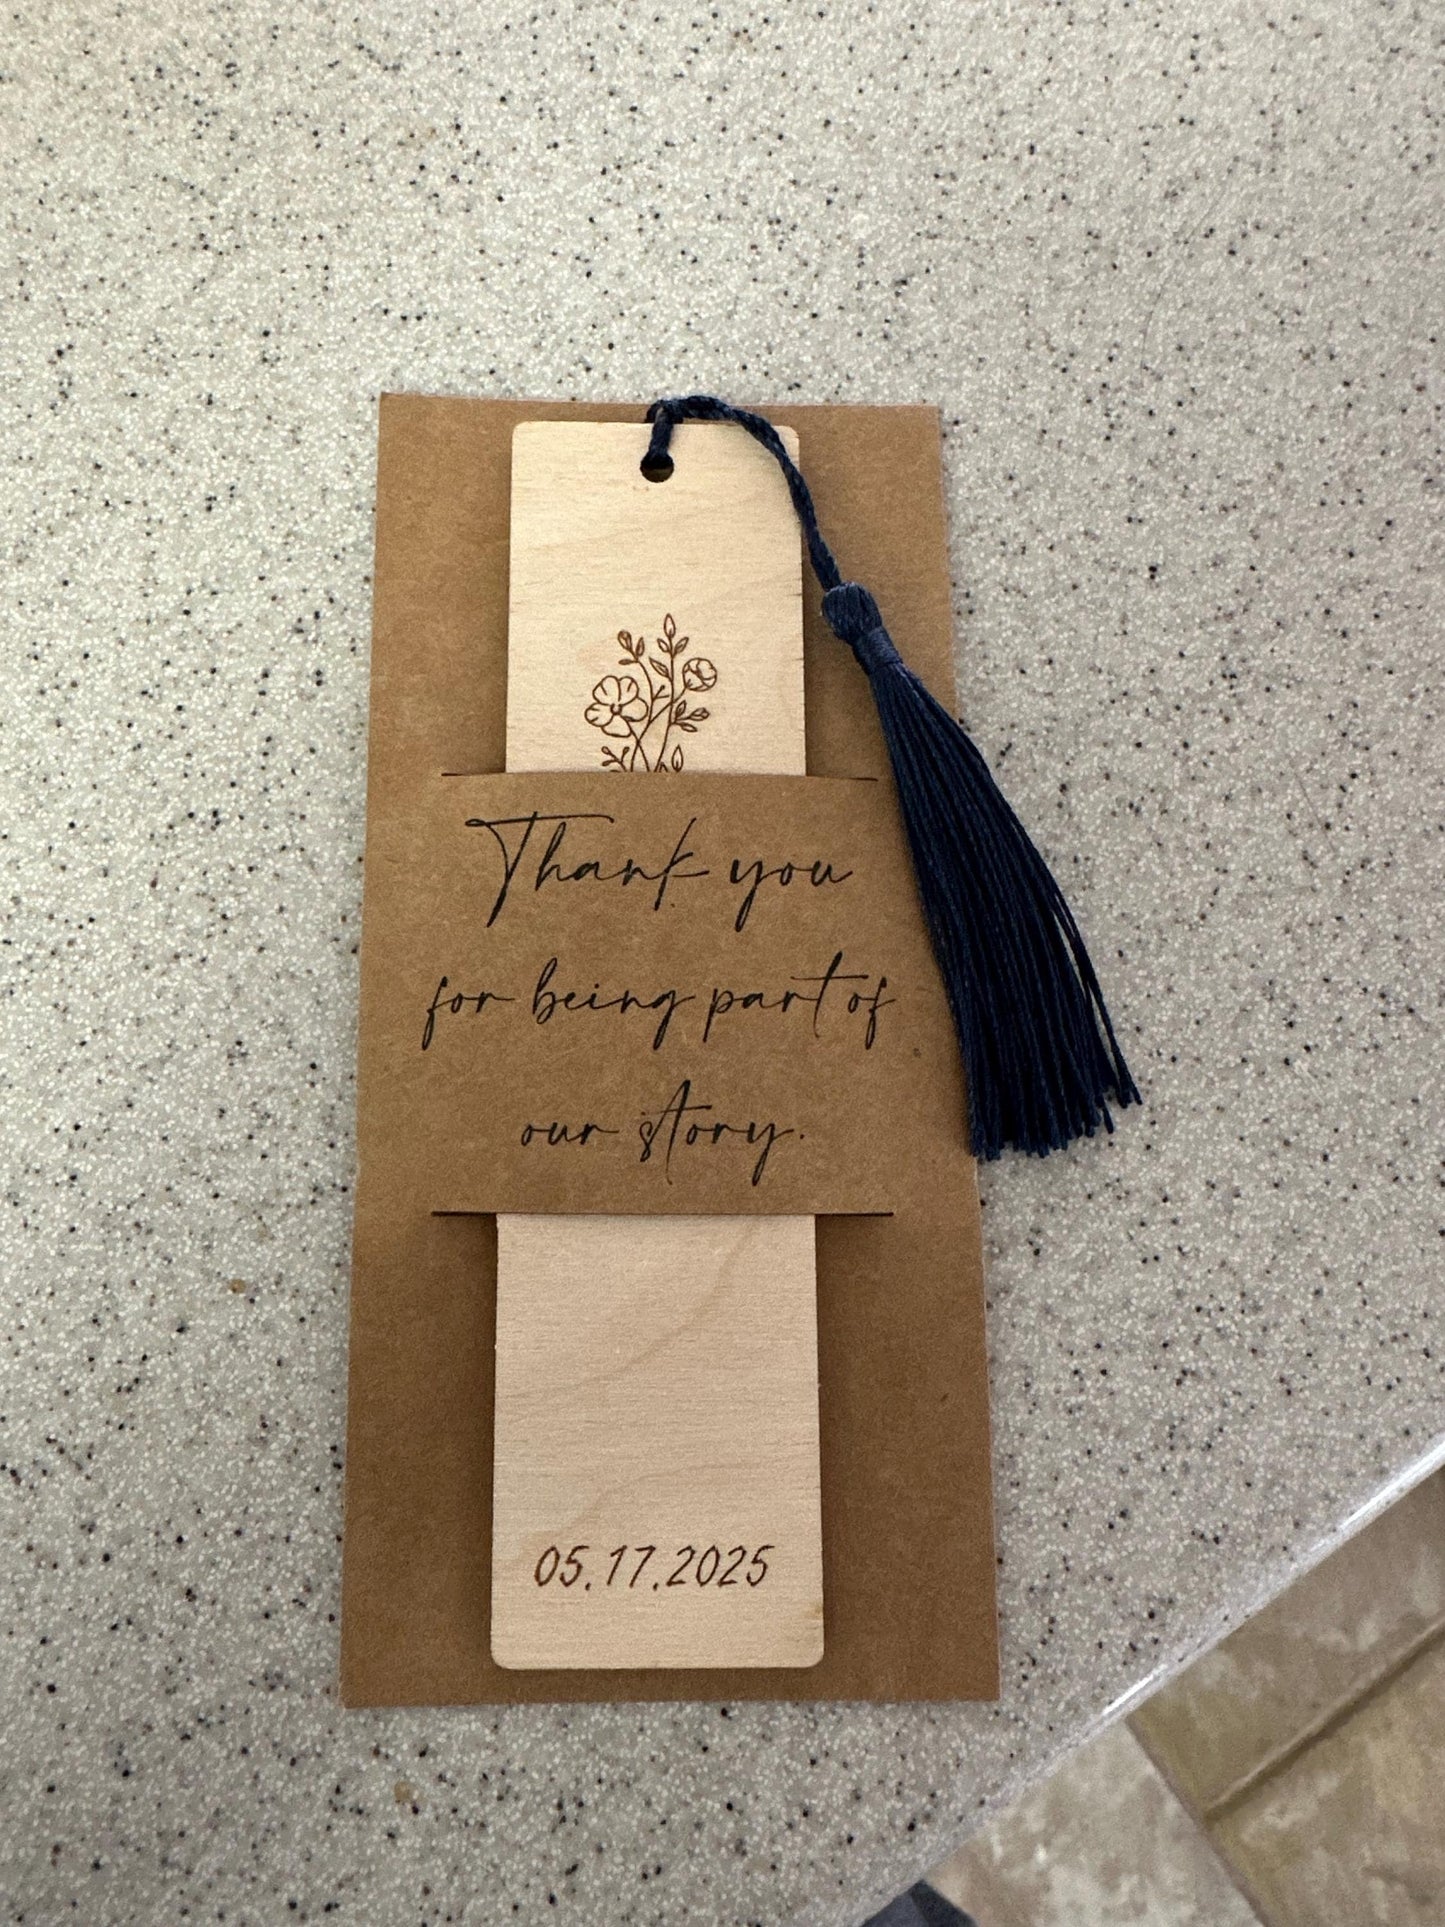 Thank you
for being part of
our story.
05.17.2025